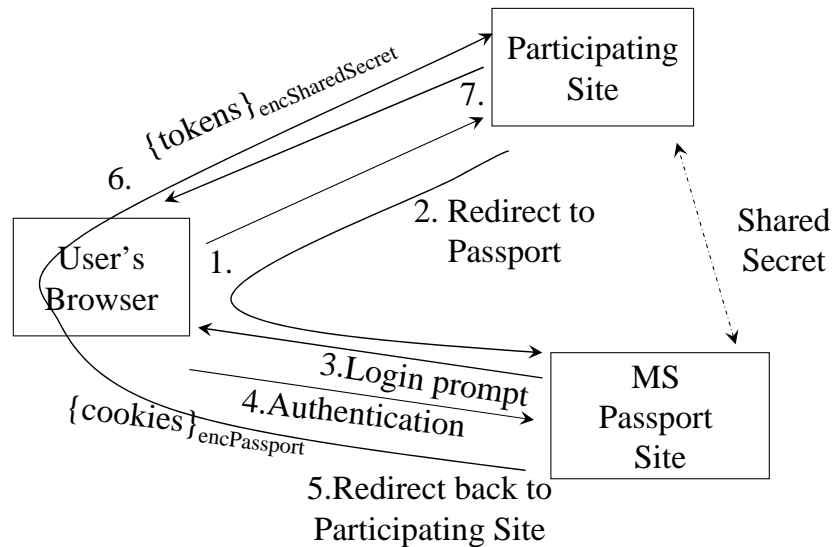 Participating
Site
{tokens}encSharedSecret
7.
6.
2. Redirect to
Passport
Shared
Secret
User's
Browser
1.
3.Login prompt
4.Authentication
MS
Passport
Site
{cookies}encPassport
5.Redirect back to
Participating Site